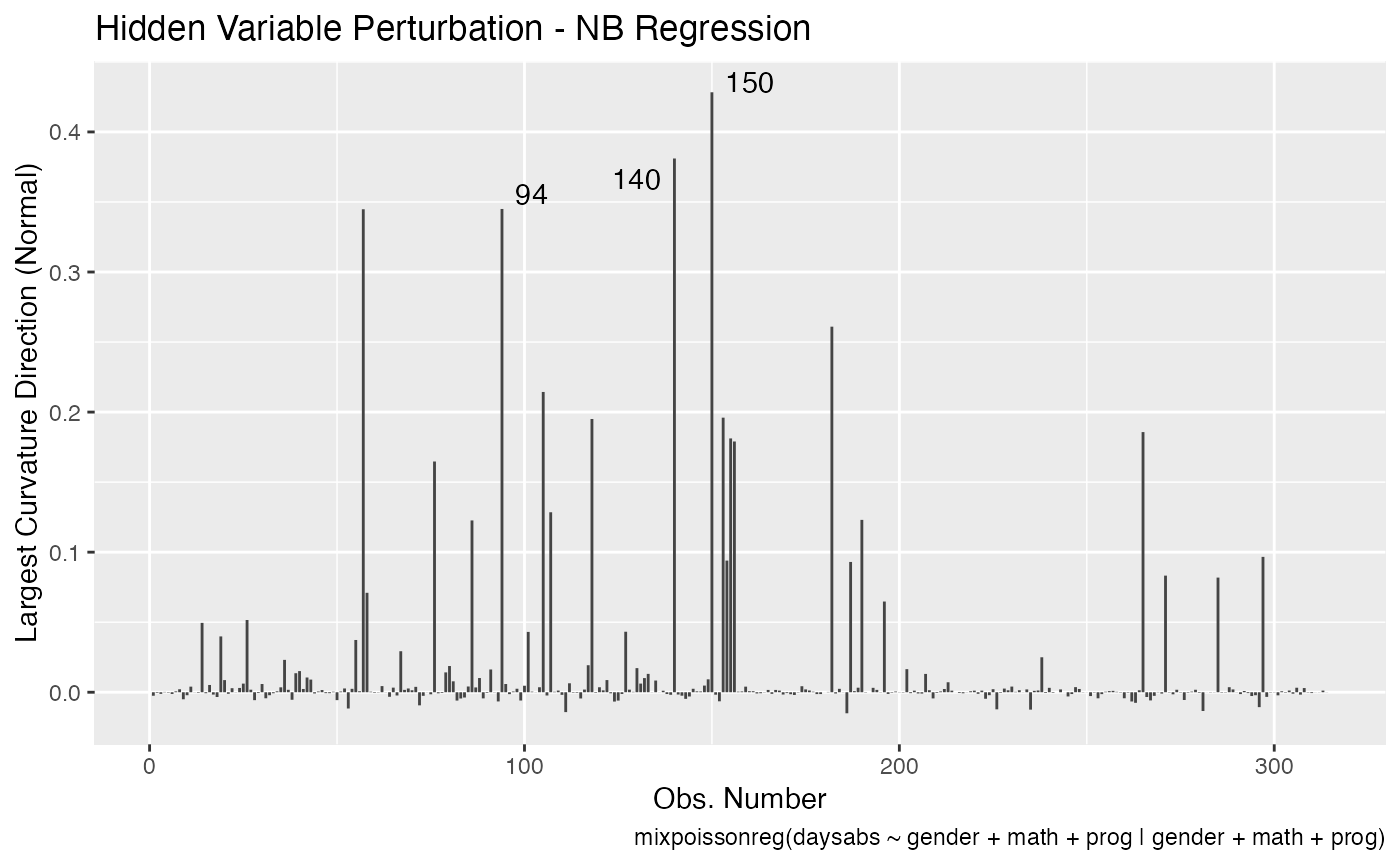 Hidden Variable Perturbation - NB Regression
150
140
94
Largest Curvature Direction (Normal)
0.4
0.3
0.2
0.1
0.0
0 100 200 300
Obs. Number
mixpoissonreg(daysabs ~ gender + math + prog | gender + math + prog)